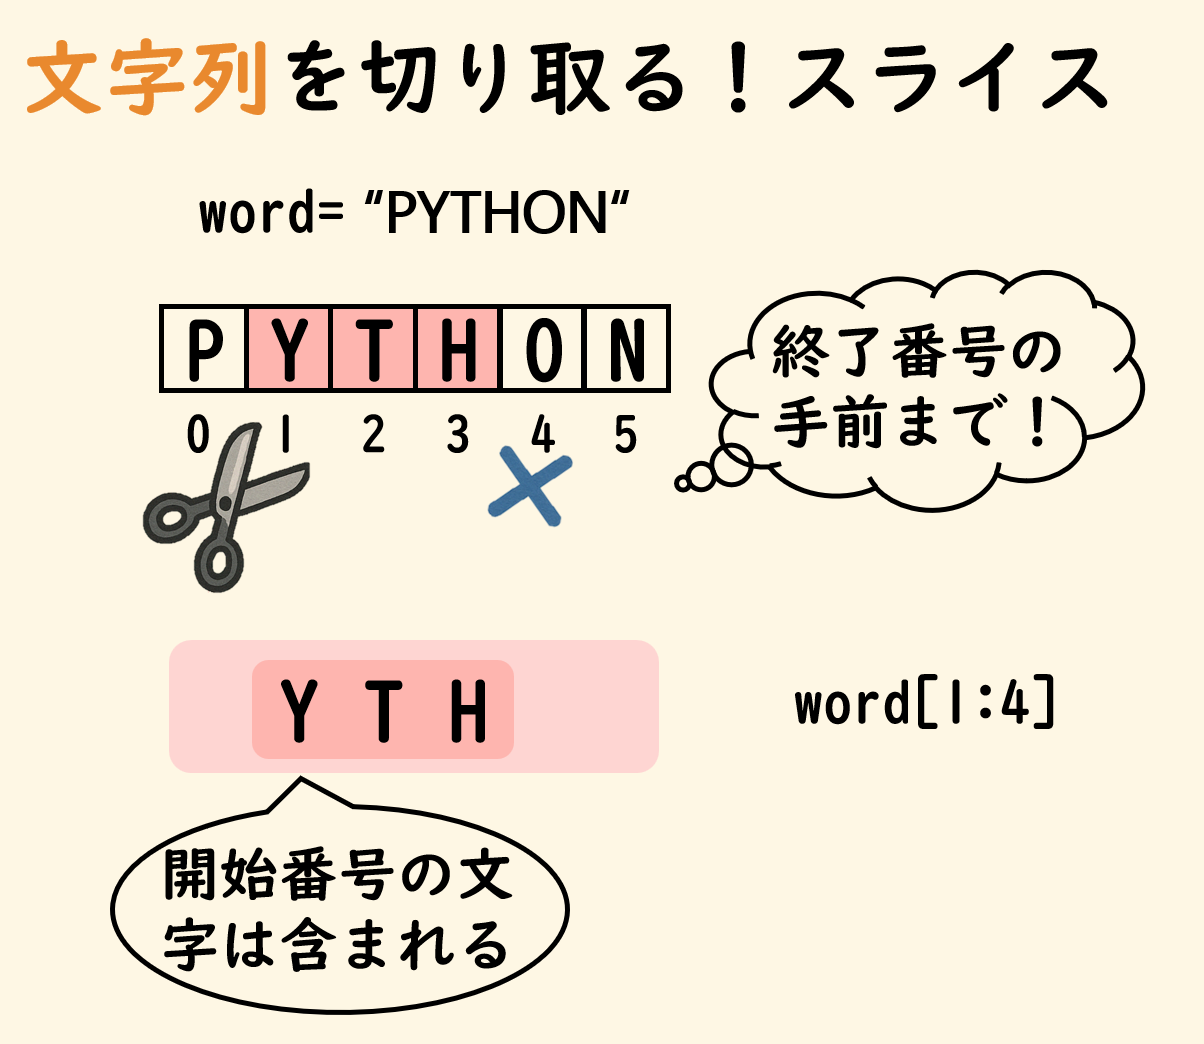 文字列を切り取る！スライス
word= “PYTHON“
P Y T H O N
0 1 2 3 4 5
終了番号の
手前まで！
Y T H
word[1:4]
開始番号の文
字は含まれる